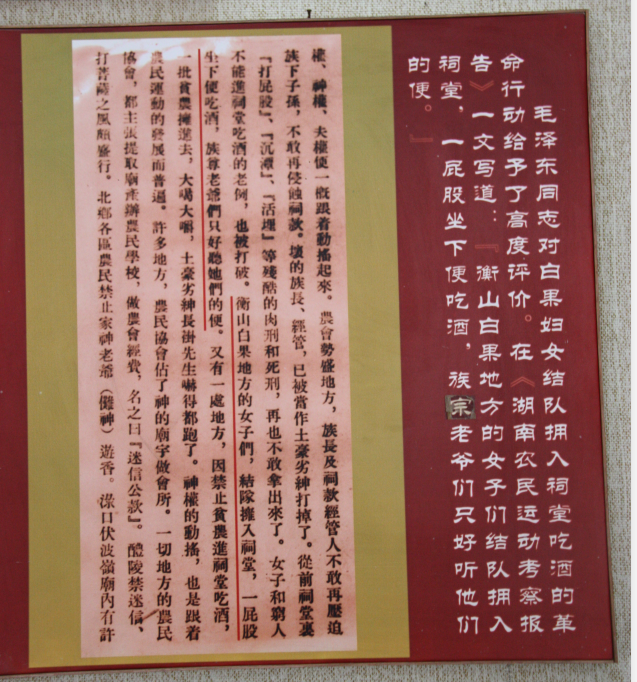 毛泽东同志对白果妇女结队拥入祠堂吃酒的革
命行动给予了高度评价。在《湖南农民运动考察报
告》一文写道：『衡山白果地方的女子们结队拥入
祠堂，一屁股坐下便吃酒，族宗老爷们只好听他们
的便。』
權、神權、夫權便一概跟着動搖起來。農會勢盛地方，族長及祠款經管人不敢再壓迫
族下子孫，不敢再侵蝕祠款。壞的族長、經管，已被當作土豪劣紳打掉了。從前祠堂裏
『打屁股』、『沉潭』、『活埋』等殘酷的肉刑和死刑，再也不敢拿出來了。女子和窮人
不能進祠堂吃酒的老例，也被打破。衡山白果地方的女子們，結隊擁入祠堂，一屁股
坐下便吃酒，族尊老爺們只好聽她們的便。又有一處地方，因禁止貧農進祠堂吃酒，
一批貧農擁進去，大喝大嚼，土豪劣紳長掛先生嚇得都跑了。神權的動搖，也是跟着
農民運動的發展而普遍。許多地方，農民協會佔了神的廟宇做會所。一切地方的農民
協會，都主張提取廟產辦農民學校，做農會經費，名之曰『迷信公款』。醴陵禁迷信、
打菩薩之風頗盛行。北鄉各區農民禁止家神老爺（儺神）遊香。淥口伏波嶺廟內有許